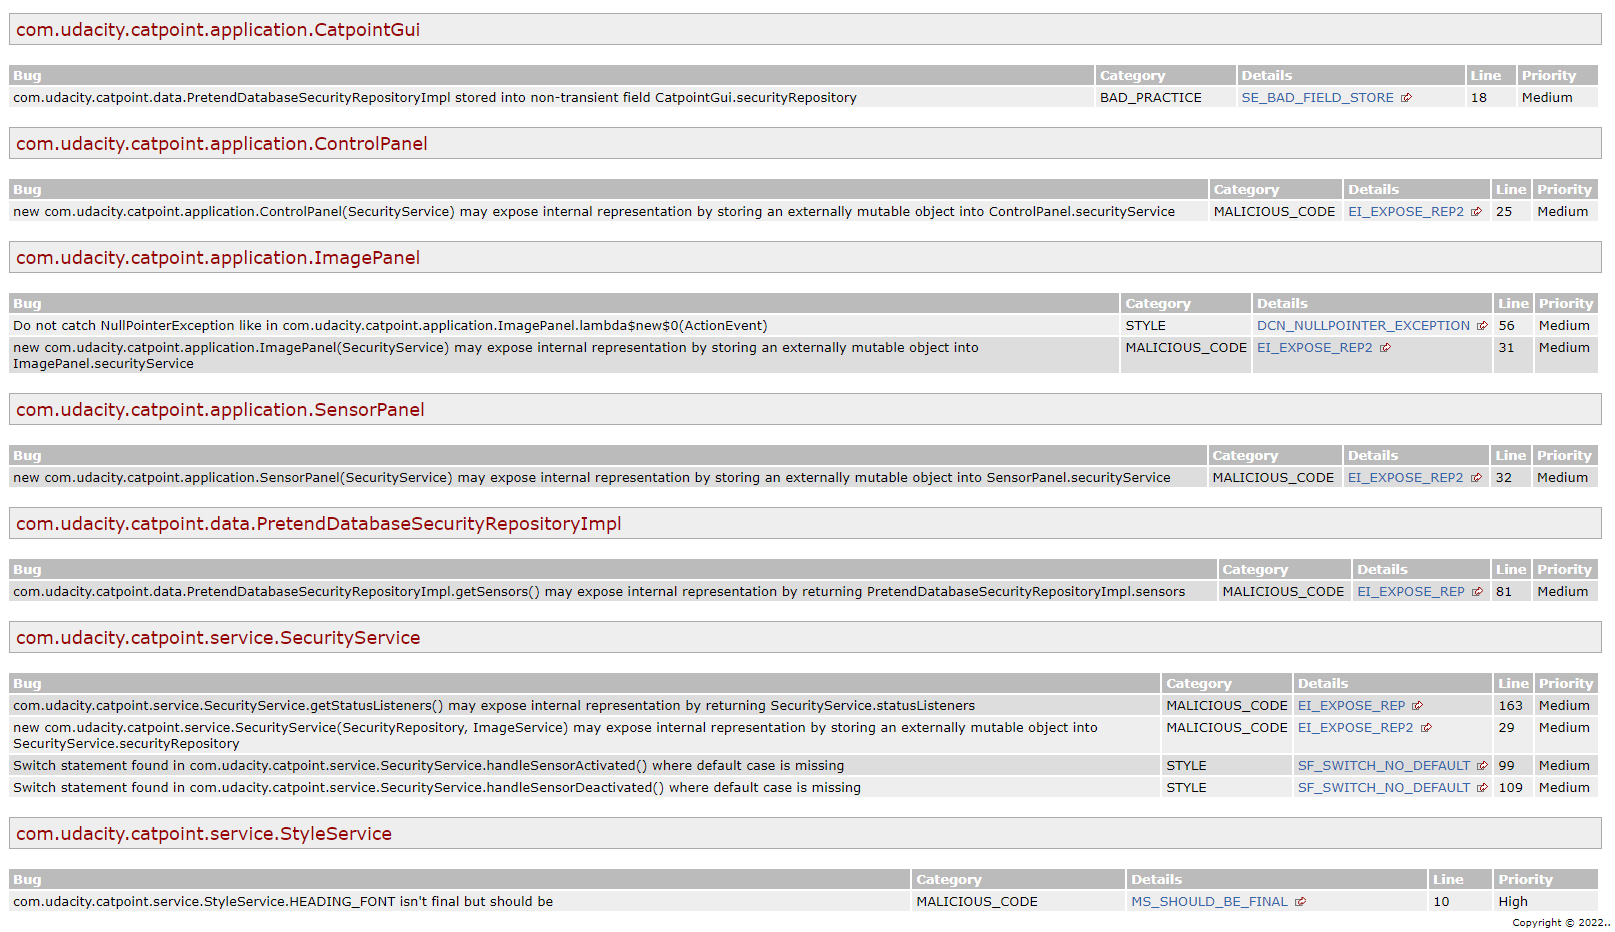 com.udacity.catpoint.application.CatpointGui
Bug Category Details Line Priority
com.udacity.catpoint.data.PretendDatabaseSecurityRepositoryImpl stored into non-transient field CatpointGui.securityRepository BAD_PRACTICE SE_BAD_FIELD_STORE 18 Medium
com.udacity.catpoint.application.ControlPanel
Bug Category Details Line Priority
new com.udacity.catpoint.application.ControlPanel(SecurityService) may expose internal representation by storing an externally mutable object into ControlPanel.securityService MALICIOUS_CODE EI_EXPOSE_REP2 25 Medium
com.udacity.catpoint.application.ImagePanel
Bug Category Details Line Priority
Do not catch NullPointerException like in com.udacity.catpoint.application.ImagePanel.lambda$new$0(ActionEvent) STYLE DCN_NULLPOINTER_EXCEPTION 56 Medium
new com.udacity.catpoint.application.ImagePanel(SecurityService) may expose internal representation by storing an externally mutable object into MALICIOUS_CODE EI_EXPOSE_REP2 31 Medium
ImagePanel.securityService
com.udacity.catpoint.application.SensorPanel
Bug Category Details Line Priority
new com.udacity.catpoint.application.SensorPanel(SecurityService) may expose internal representation by storing an externally mutable object into SensorPanel.securityService MALICIOUS_CODE EI_EXPOSE_REP2 32 Medium
com.udacity.catpoint.data.PretendDatabaseSecurityRepositoryImpl
Bug Category Details Line Priority
com.udacity.catpoint.data.PretendDatabaseSecurityRepositoryImpl.getSensors() may expose internal representation by returning PretendDatabaseSecurityRepositoryImpl.sensors MALICIOUS_CODE EI_EXPOSE_REP 81 Medium
com.udacity.catpoint.service.SecurityService
Bug Category Details Line Priority
com.udacity.catpoint.service.SecurityService.getStatusListeners() may expose internal representation by returning SecurityService.statusListeners MALICIOUS_CODE EI_EXPOSE_REP 163 Medium
new com.udacity.catpoint.service.SecurityService(SecurityRepository, ImageService) may expose internal representation by storing an externally mutable object into MALICIOUS_CODE EI_EXPOSE_REP2 29 Medium
SecurityService.securityRepository
Switch statement found in com.udacity.catpoint.service.SecurityService.handleSensorActivated() where default case is missing STYLE SF_SWITCH_NO_DEFAULT 99 Medium
Switch statement found in com.udacity.catpoint.service.SecurityService.handleSensorDeactivated() where default case is missing STYLE SF_SWITCH_NO_DEFAULT 109 Medium
com.udacity.catpoint.service.StyleService
Bug Category Details Line Priority
com.udacity.catpoint.service.StyleService.HEADING_FONT isn't final but should be MALICIOUS_CODE MS_SHOULD_BE_FINAL 10 High
Copyright © 2022..